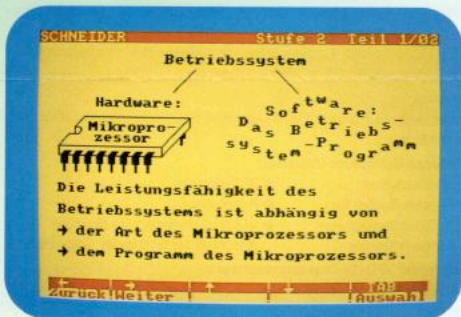 SCHNEIDER Stufe 2 Teil 1/02
Betriebssystem
Hardware:
Mikropro-
zessor
Software:
Das Betriebs-
system-Programm
Die Leistungsfähigkeit des
Betriebssystems ist abhängig von
→ der Art des Mikroprozessors und
→ dem Programm des Mikroprozessors.
← → ↑ ↓ TAB
Zurück!Weiter ! ! !Auswahl